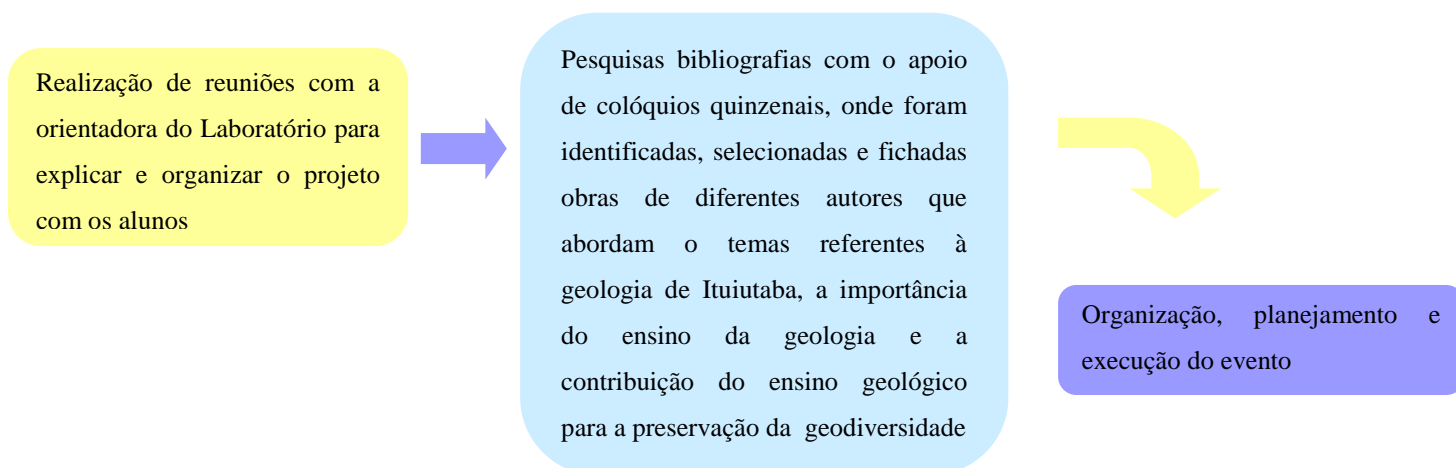 Realização de reuniões com a
orientadora do Laboratório para
explicar e organizar o projeto
com os alunos
Pesquisas bibliografias com o apoio
de colóquios quinzenais, onde foram
identificadas, selecionadas e fichadas
obras de diferentes autores que
abordam o temas referentes à
geologia de Ituiutaba, a importância
do ensino da geologia e a
contribuição do ensino geológico
para a preservação da geodiversidade
Organização, planejamento e
execução do evento